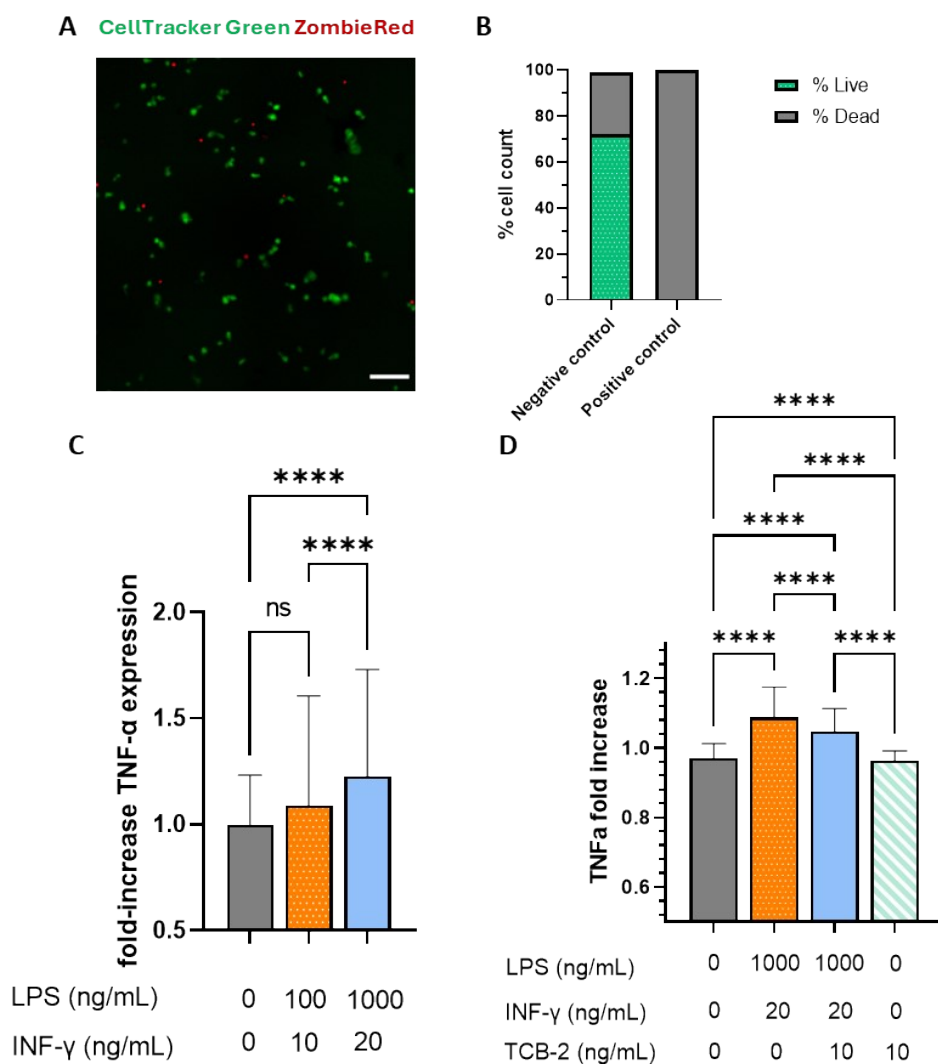 A CellTracker Green ZombieRed
B
100
80
60
40
20
0
% cell count
Negative control
Positive control
% Live
% Dead
C
****
****
ns
fold-increase TNF-α expression
2.0
1.5
1.0
0.5
LPS (ng/mL) 0 100 1000
INF-γ (ng/mL) 0 10 20
D
****
****
****
****
**** ****
TNFa fold increase
1.2
1.0
0.8
0.6
LPS (ng/mL) 0 1000 1000 0
INF-γ (ng/mL) 0 20 20 0
TCB-2 (ng/mL) 0 0 10 10